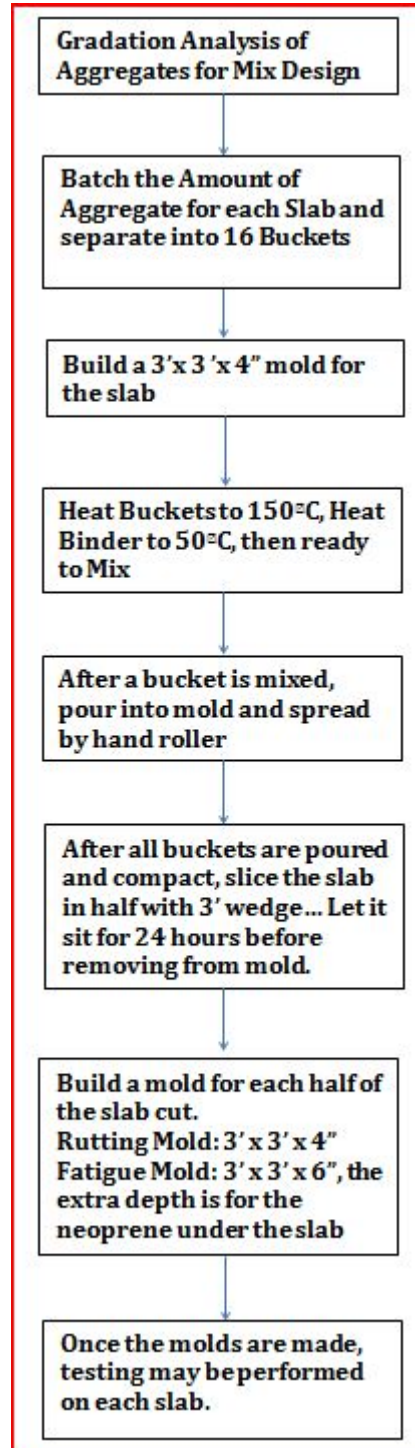 Gradation Analysis of
Aggregates for Mix Design
Batch the Amount of
Aggregate for each Slab and
separate into 16 Buckets
Build a 3’x 3 ’x 4” mold for
the slab
Heat Buckets to 150ºC, Heat
Binder to 50ºC, then ready
to Mix
After a bucket is mixed,
pour into mold and spread
by hand roller
After all buckets are poured
and compact, slice the slab
in half with 3’ wedge... Let it
sit for 24 hours before
removing from mold.
Build a mold for each half of
the slab cut.
Rutting Mold: 3’ x 3’ x 4”
Fatigue Mold: 3’ x 3’ x 6”, the
extra depth is for the
neoprene under the slab
Once the molds are made,
testing may be performed
on each slab.